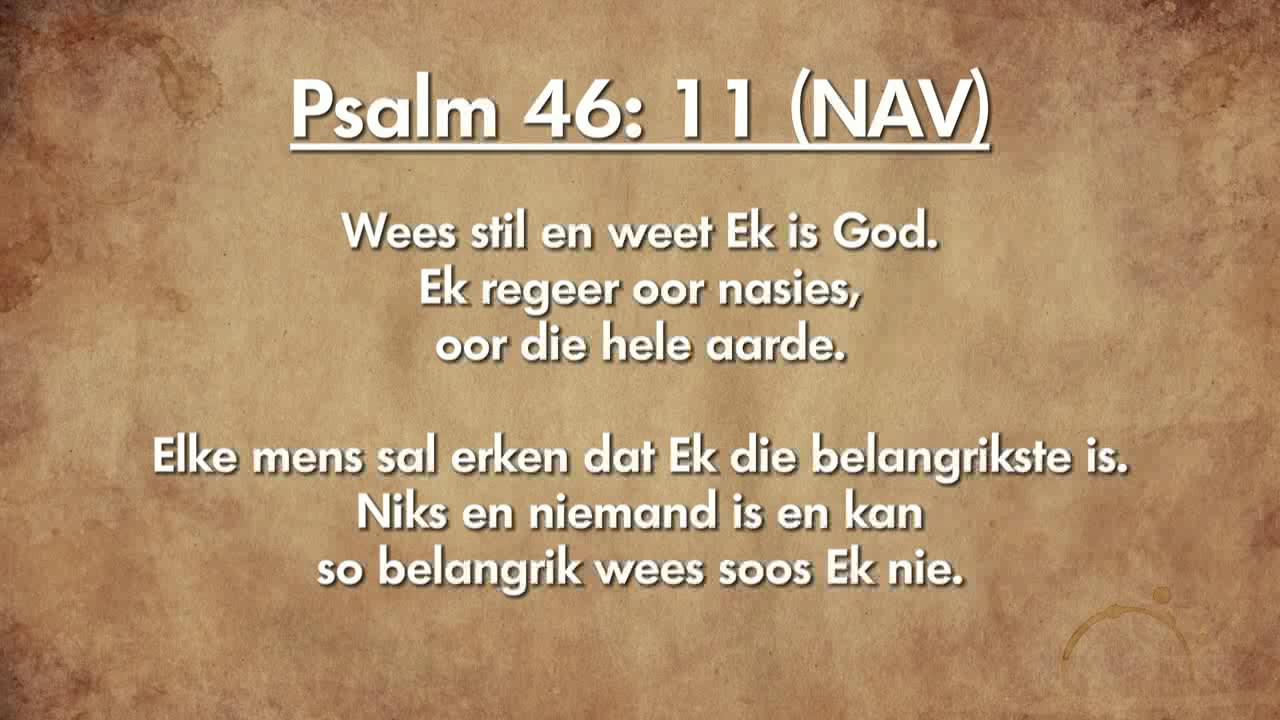 Psalm 46: 11 (NAV)
Wees stil en weet Ek is God.
Ek regeer oor nasies,
oor die hele aarde.
Elke mens sal erken dat Ek die belangrikste is.
Niks en niemand is en kan
so belangrik wees soos Ek nie.